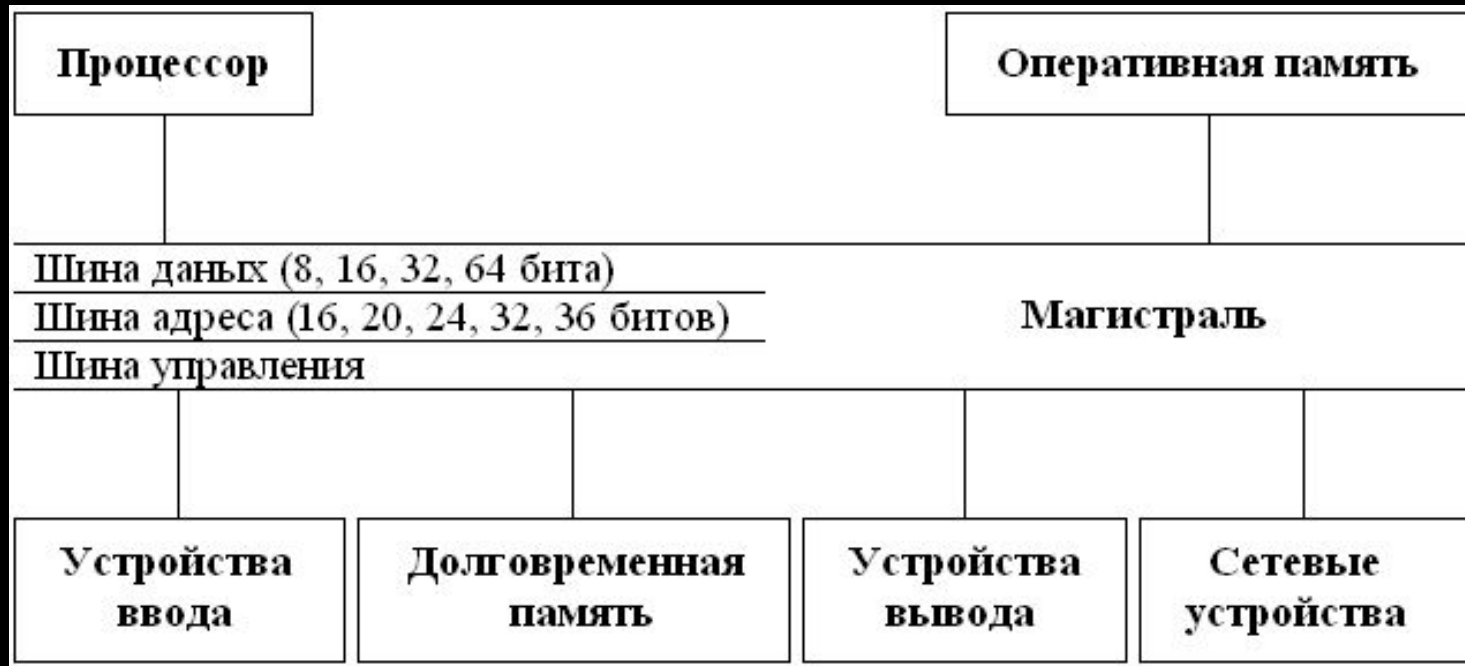 Процессор
Оперативная память
Шина даных (8, 16, 32, 64 бита)
Шина адреса (16, 20, 24, 32, 36 битов)
Магистраль
Шина управления
Устройства
ввода
Долговременная
память
Устройства
вывода
Сетевые
устройства